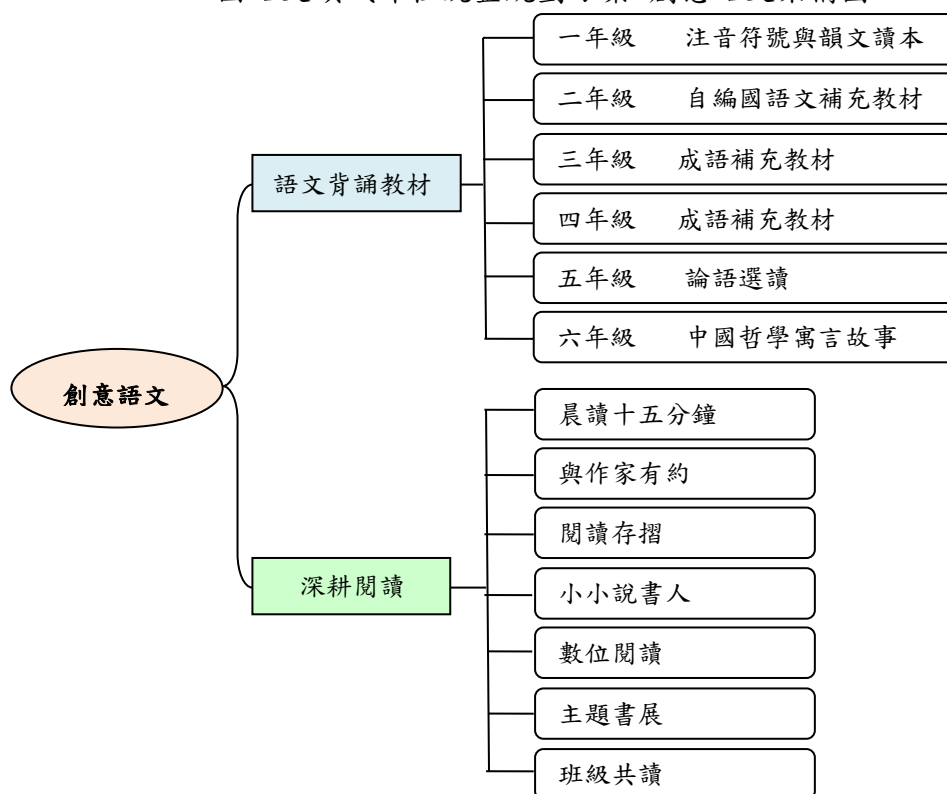 一年級 注音符號與韻文讀本
二年級 自編國語文補充教材
三年級 成語補充教材
四年級 成語補充教材
五年級 論語選讀
六年級 中國哲學寓言故事
語文背誦教材
創意語文
深耕閱讀
晨讀十五分鐘
與作家有約
閱讀存摺
小小說書人
數位閱讀
主題書展
班級共讀